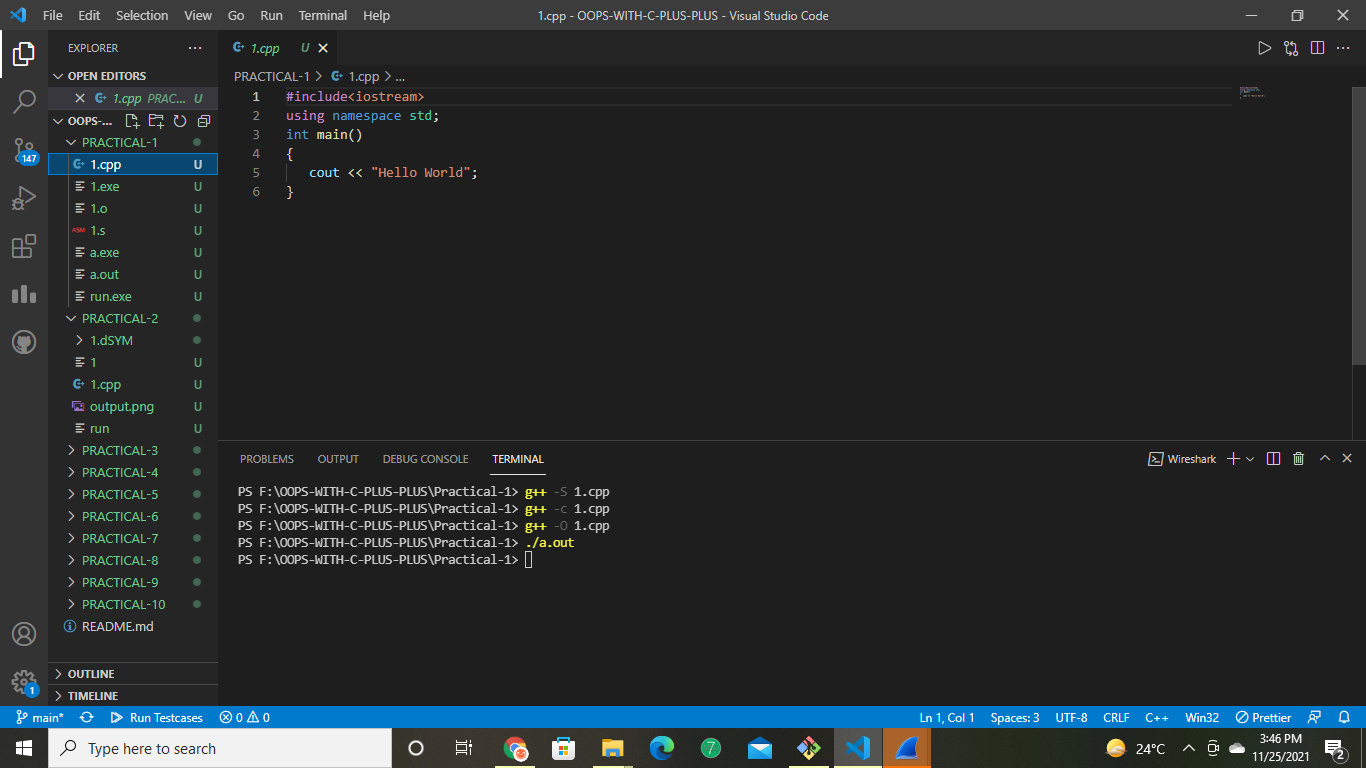 File Edit Selection View Go Run Terminal Help 1.cpp - OOPS-WITH-C-PLUS-PLUS - Visual Studio Code
EXPLORER
1.cpp U
OPEN EDITORS
PRACTICAL-1 > 1.cpp > ...
1.cpp PRAC... U
OOPS-...
PRACTICAL-1
1.cpp U
1.exe U
1.o U
ASM 1.s U
a.exe U
a.out U
run.exe U
PRACTICAL-2
1.dSYM
1 U
1.cpp U
output.png U
run U
PRACTICAL-3
PRACTICAL-4
PRACTICAL-5
PRACTICAL-6
PRACTICAL-7
PRACTICAL-8
PRACTICAL-9
PRACTICAL-10
README.md
OUTLINE
TIMELINE
147
1
1 #include<iostream>
2 using namespace std;
3 int main()
4 {
5 cout << "Hello World";
6 }
PROBLEMS OUTPUT DEBUG CONSOLE TERMINAL Wireshark
PS F:\OOPS-WITH-C-PLUS-PLUS\Practical-1> g++ -S 1.cpp
PS F:\OOPS-WITH-C-PLUS-PLUS\Practical-1> g++ -c 1.cpp
PS F:\OOPS-WITH-C-PLUS-PLUS\Practical-1> g++ -O 1.cpp
PS F:\OOPS-WITH-C-PLUS-PLUS\Practical-1> ./a.out
PS F:\OOPS-WITH-C-PLUS-PLUS\Practical-1>
main* Run Testcases 0 0 Ln 1, Col 1 Spaces: 3 UTF-8 CRLF C++ Win32 Prettier
Type here to search 7 24°C 3:46 PM
11/25/2021 2